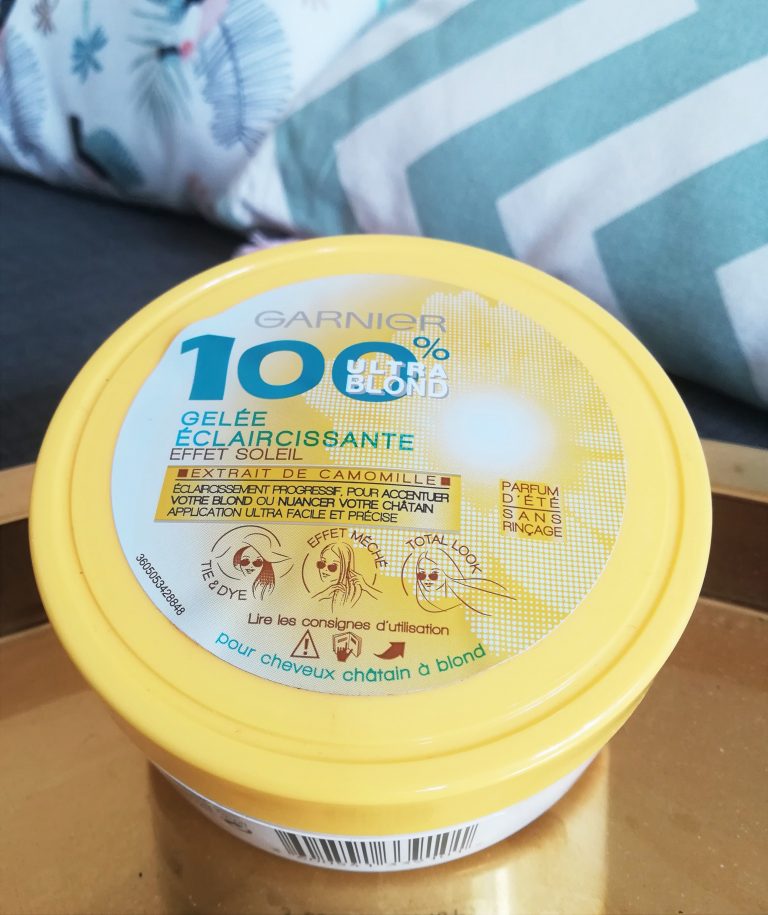 GARNIER
100%
ULTRA
BLOND
GELÉE
ÉCLAIRCISSANTE
EFFET SOLEIL
EXTRAIT DE CAMOMILLE
ÉCLAIRCISSEMENT PROGRESSIF, POUR ACCENTUER
VOTRE BLOND OU NUANCER VOTRE CHÂTAIN
APPLICATION ULTRA FACILE ET PRÉCISE
PARFUM
D'ÉTÉ
SANS
RINÇAGE
TIE & DYE
EFFET MÉCHÉ
TOTAL LOOK
3605053428848
Lire les consignes d'utilisation
pour cheveux châtain à blond